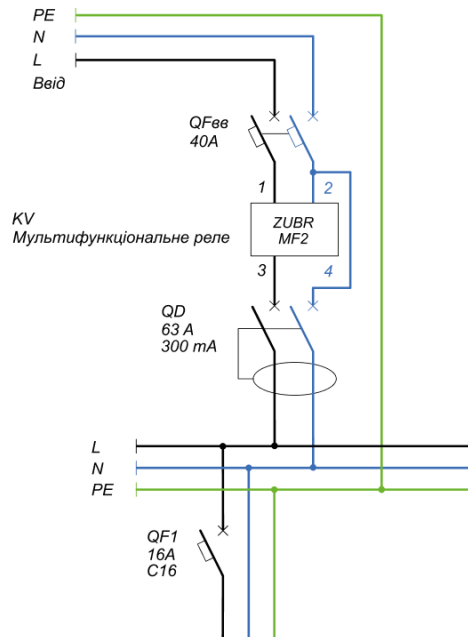 PE
N
L
Ввід
QFвв
40A
1
2
KV
Мультифункціональне реле
ZUBR
MF2
3
4
QD
63 A
300 mA
L
N
PE
QF1
16A
C16